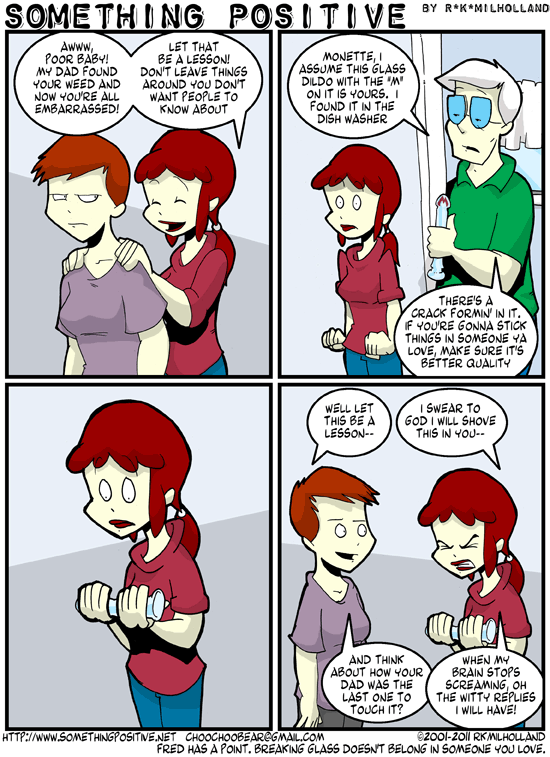 SOMETHING POSITIVE BY R*K*MILHOLLAND
AWWW,
POOR BABY!
MY DAD FOUND
YOUR WEED AND
NOW YOU'RE ALL
EMBARRASSED!
LET THAT
BE A LESSON!
DON'T LEAVE THINGS
AROUND YOU DON'T
WANT PEOPLE TO
KNOW ABOUT
MONETTE, I
ASSUME THIS GLASS
DILDO WITH THE "M"
ON IT IS YOURS. I
FOUND IT IN THE
DISH WASHER
THERE'S A
CRACK FORMIN' IN IT.
IF YOU'RE GONNA STICK
THINGS IN SOMEONE YA
LOVE, MAKE SURE IT'S
BETTER QUALITY
WELL LET
THIS BE A
LESSON--
I SWEAR TO
GOD I WILL SHOVE
THIS IN YOU--
AND THINK
ABOUT HOW YOUR
DAD WAS THE
LAST ONE TO
TOUCH IT?
WHEN MY
BRAIN STOPS
SCREAMING, OH
THE WITTY REPLIES
I WILL HAVE!
HTTP://WWW.SOMETHINGPOSITIVE.NET CHOOCHOOBEAR@GMAIL.COM ©2001-2011 RKMILHOLLAND
FRED HAS A POINT. BREAKING GLASS DOESN'T BELONG IN SOMEONE YOU LOVE.